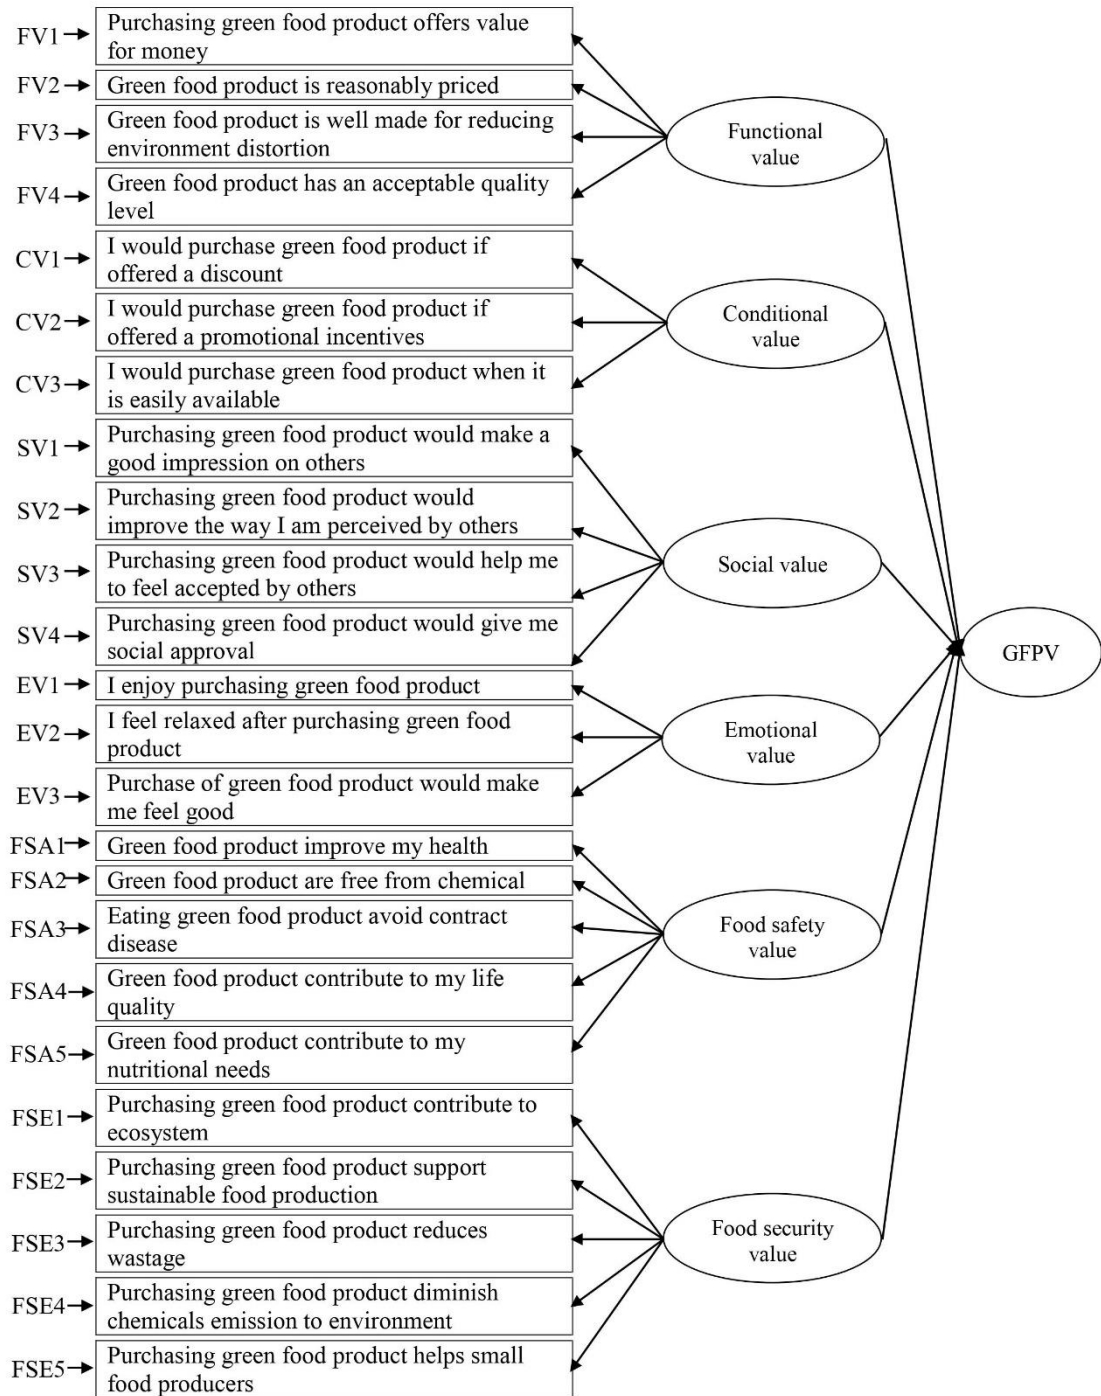 FV1
Purchasing green food product offers value
for money
FV2
Green food product is reasonably priced
FV3
Green food product is well made for reducing
environment distortion
FV4
Green food product has an acceptable quality
level
Functional
value
CV1
I would purchase green food product if
offered a discount
CV2
I would purchase green food product if
offered a promotional incentives
CV3
I would purchase green food product when it
is easily available
Conditional
value
SV1
Purchasing green food product would make a
good impression on others
SV2
Purchasing green food product would
improve the way I am perceived by others
SV3
Purchasing green food product would help me
to feel accepted by others
SV4
Purchasing green food product would give me
social approval
Social value
EV1
I enjoy purchasing green food product
EV2
I feel relaxed after purchasing green food
product
EV3
Purchase of green food product would make
me feel good
Emotional
value
FSA1
Green food product improve my health
FSA2
Green food product are free from chemical
FSA3
Eating green food product avoid contract
disease
FSA4
Green food product contribute to my life
quality
FSA5
Green food product contribute to my
nutritional needs
Food safety
value
FSE1
Purchasing green food product contribute to
ecosystem
FSE2
Purchasing green food product support
sustainable food production
FSE3
Purchasing green food product reduces
wastage
FSE4
Purchasing green food product diminish
chemicals emission to environment
FSE5
Purchasing green food product helps small
food producers
Food security
value
GFPV